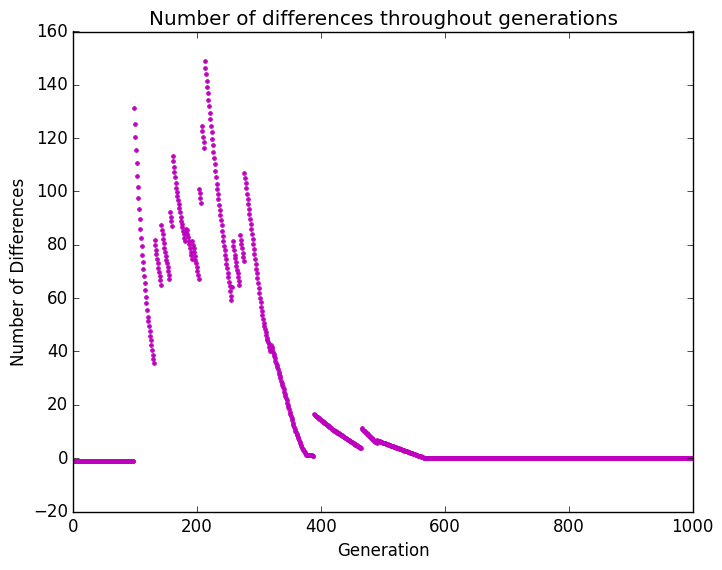 Number of differences throughout generations
Number of Differences
160
140
120
100
80
60
40
20
0
−20
0 200 400 600 800 1000
Generation